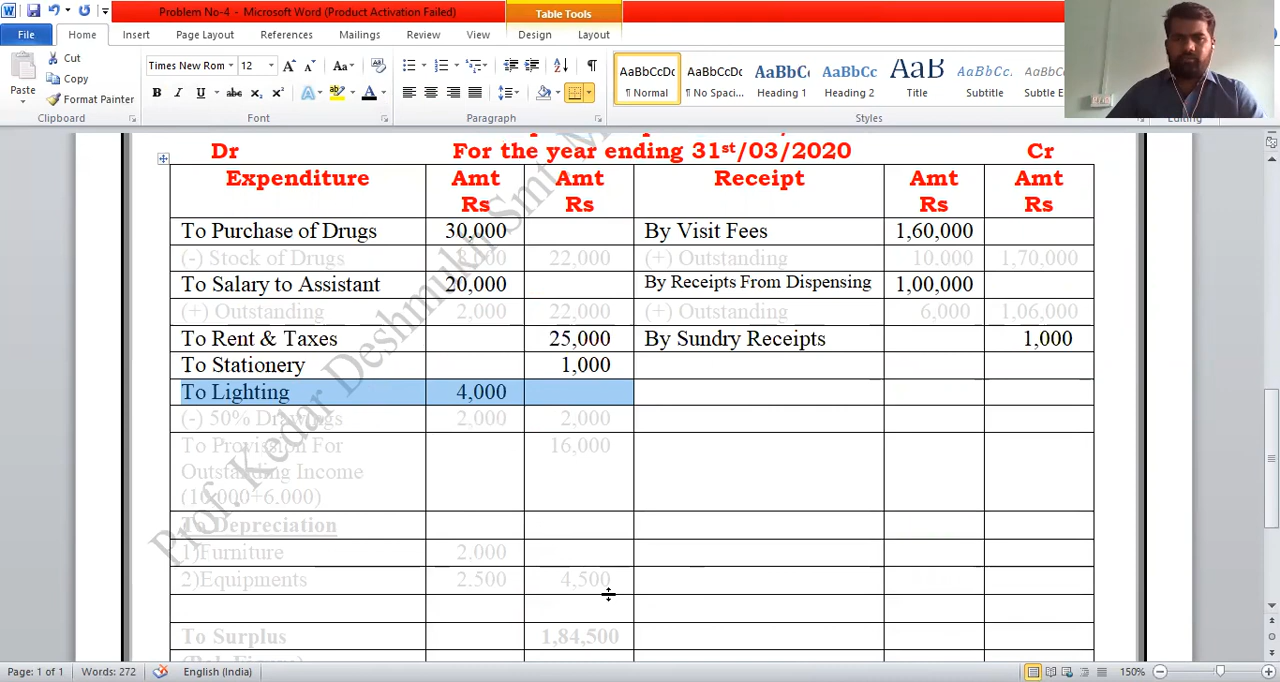 Problem No-4 - Microsoft Word (Product Activation Failed)
Table Tools
File Home Insert Page Layout References Mailings Review View Design Layout
Cut
Copy
Format Painter
Paste
Times New Rom 12
AaBbCcDc AaBbCcDc AaBbC AaBbCc AaB AaBbCc. AaBbCcD
¶ Normal ¶ No Spaci... Heading 1 Heading 2 Title Subtitle Subtle E
Clipboard Font Paragraph Styles Editing
For the year ending 31st/03/2020
Dr Cr
Expenditure Amt Rs Amt Rs Receipt Amt Rs Amt Rs
To Purchase of Drugs 30,000 By Visit Fees 1,60,000
(-) Stock of Drugs 22,000 (+) Outstanding 10.000 1,70,000
To Salary to Assistant 20,000 By Receipts From Dispensing 1,00,000
(+) Outstanding 2,000 22,000 (+) Outstanding 6,000 1,06,000
To Rent & Taxes 25,000 By Sundry Receipts 1,000
To Stationery 1,000
To Lighting 4,000
(-) 50% Drawings 2,000 2,000
To Provission For 16,000
Outstanding Income
(10.000+6.000)
To Depreciation
1)Furniture 2.000
2)Equipments 2.500 4,500
To Surplus 1,84,500
Prof. Kedar Deshmukh Smt.
Page: 1 of 1 Words: 272 English (India) 150%